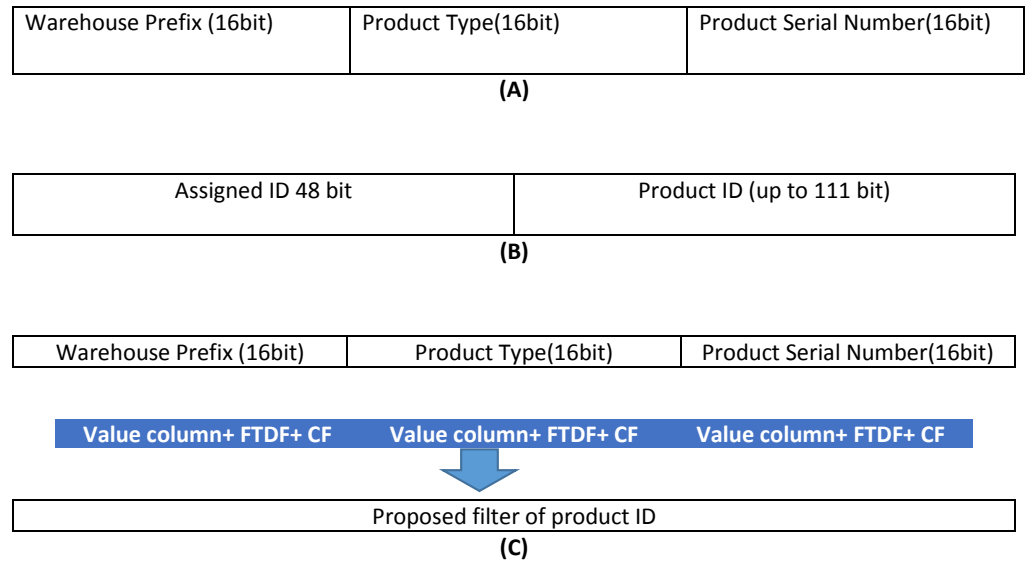 Warehouse Prefix (16bit) Product Type(16bit) Product Serial Number(16bit)
(A)
Assigned ID 48 bit Product ID (up to 111 bit)
(B)
Warehouse Prefix (16bit) Product Type(16bit) Product Serial Number(16bit)
Value column+ FTDF+ CF Value column+ FTDF+ CF Value column+ FTDF+ CF
Proposed filter of product ID
(C)